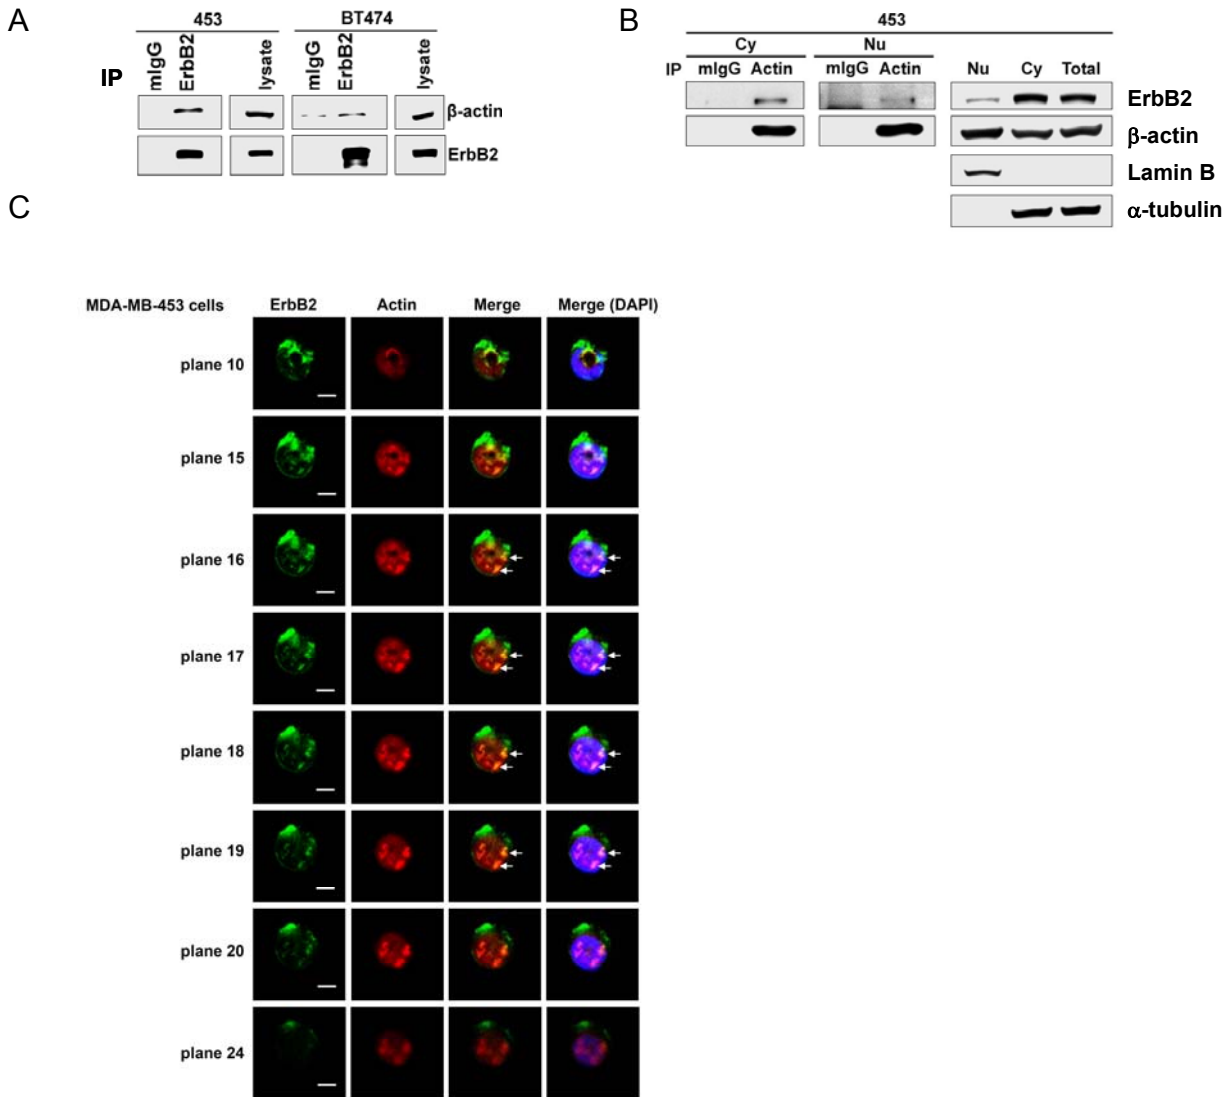 A
453
BT474
IP
mIgG
ErbB2
lysate
mIgG
ErbB2
lysate
β-actin
ErbB2
B
453
Cy
Nu
IP mIgG Actin
mIgG Actin
Nu Cy Total
ErbB2
β-actin
Lamin B
α-tubulin
C
MDA-MB-453 cells ErbB2 Actin Merge Merge (DAPI)
plane 10
plane 15
plane 16
plane 17
plane 18
plane 19
plane 20
plane 24